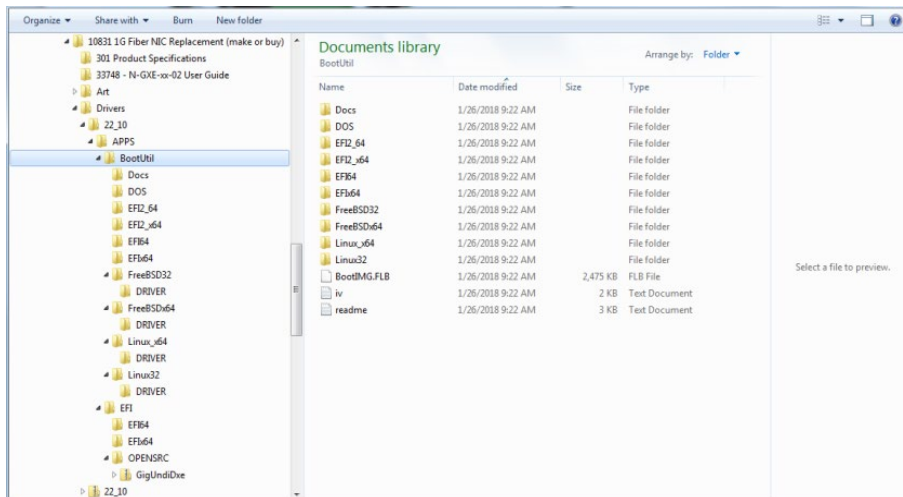 Organize Share with Burn New folder
10831 1G Fiber NIC Replacement (make or buy)
301 Product Specifications
33748 - N-GXE-xx-02 User Guide
Art
Drivers
22_10
APPS
BootUtil
Docs
DOS
EFI2_64
EFI2_x64
EFI64
EFIx64
FreeBSD32
DRIVER
FreeBSDx64
DRIVER
Linux_x64
DRIVER
Linux32
DRIVER
EFI
EFI64
EFIx64
OPENSRC
GigUndiDxe
22_10
Documents library
BootUtil
Arrange by: Folder
Name Date modified Size Type
Docs 1/26/2018 9:22 AM File folder
DOS 1/26/2018 9:22 AM File folder
EFI2_64 1/26/2018 9:22 AM File folder
EFI2_x64 1/26/2018 9:22 AM File folder
EFI64 1/26/2018 9:22 AM File folder
EFIx64 1/26/2018 9:22 AM File folder
FreeBSD32 1/26/2018 9:22 AM File folder
FreeBSDx64 1/26/2018 9:22 AM File folder
Linux_x64 1/26/2018 9:22 AM File folder
Linux32 1/26/2018 9:22 AM File folder
BootIMG.FLB 1/26/2018 9:22 AM 2,475 KB FLB File
iv 1/26/2018 9:22 AM 2 KB Text Document
readme 1/26/2018 9:22 AM 3 KB Text Document
Select a file to preview.